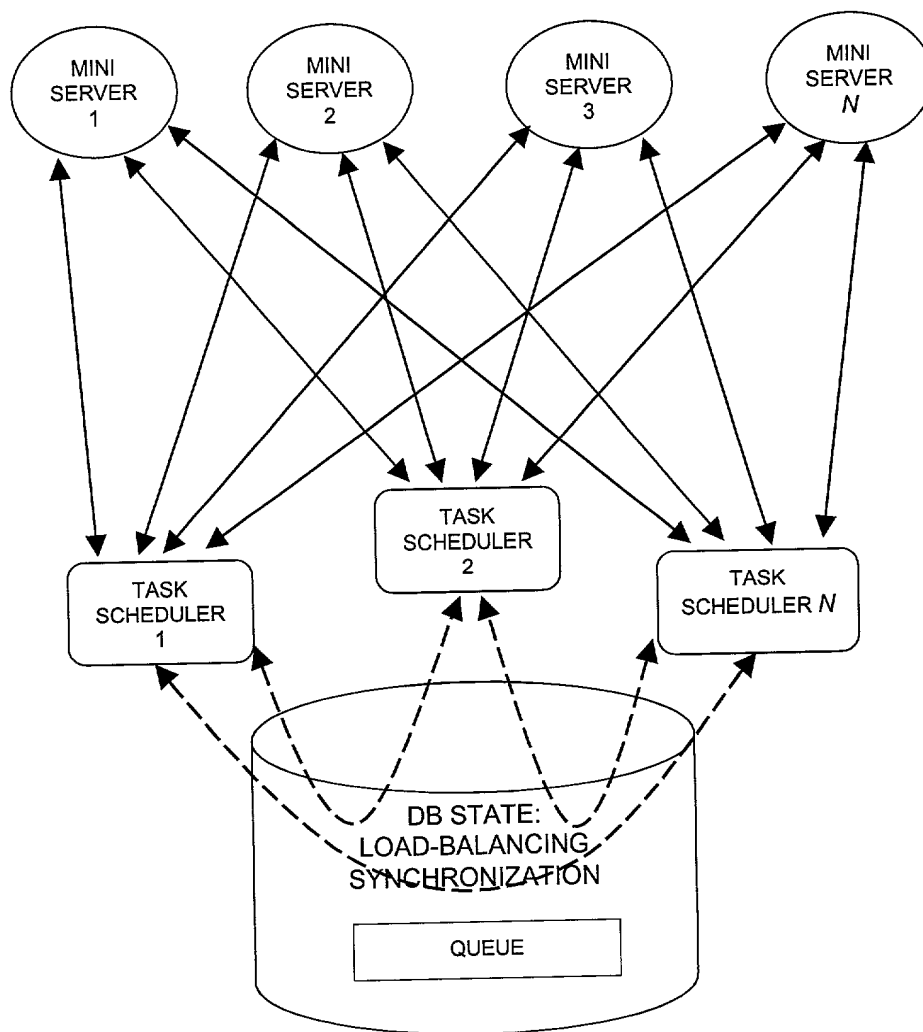 MINI
SERVER
1
MINI
SERVER
2
MINI
SERVER
3
MINI
SERVER
N
TASK
SCHEDULER
1
TASK
SCHEDULER
2
TASK
SCHEDULER N
DB STATE:
LOAD-BALANCING
SYNCHRONIZATION
QUEUE